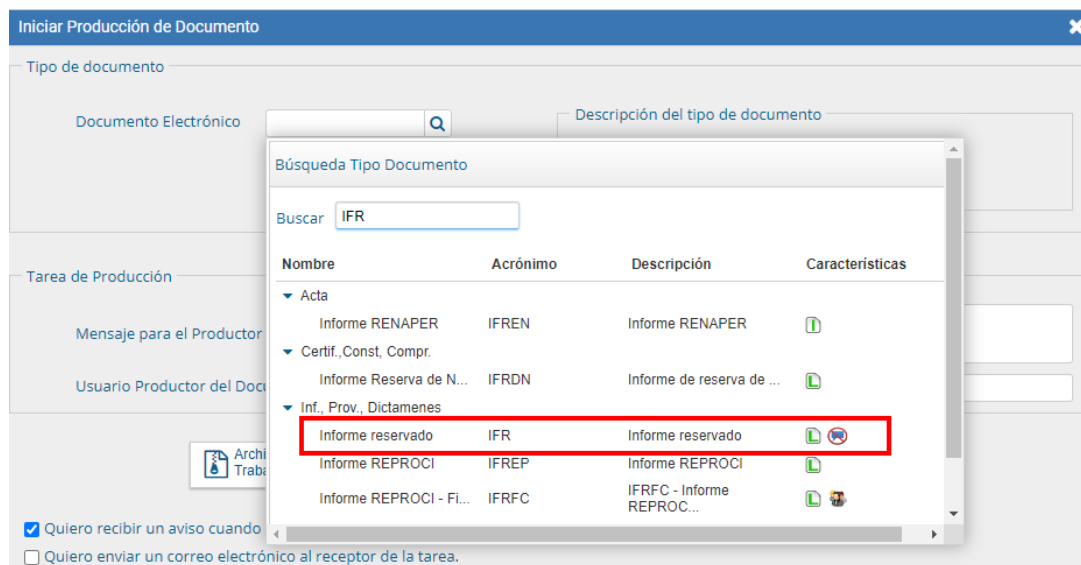 Iniciar Producción de Documento
Tipo de documento
Documento Electrónico
Descripción del tipo de documento
Búsqueda Tipo Documento
Buscar IFR
Nombre Acrónimo Descripción Características
Acta
Informe RENAPER IFREN Informe RENAPER
Certif.,Const, Compr.
Informe Reserva de N... IFRDN Informe de reserva de ...
Inf., Prov., Dictamenes
Informe reservado IFR Informe reservado
Informe REPROCI IFREP Informe REPROCI
Informe REPROCI - Fi... IFRFC IFRFC - Informe
REPROC...
Tarea de Producción
Mensaje para el Productor
Usuario Productor del Docu
Archi
Traba
Quiero recibir un aviso cuando
Quiero enviar un correo electrónico al receptor de la tarea.